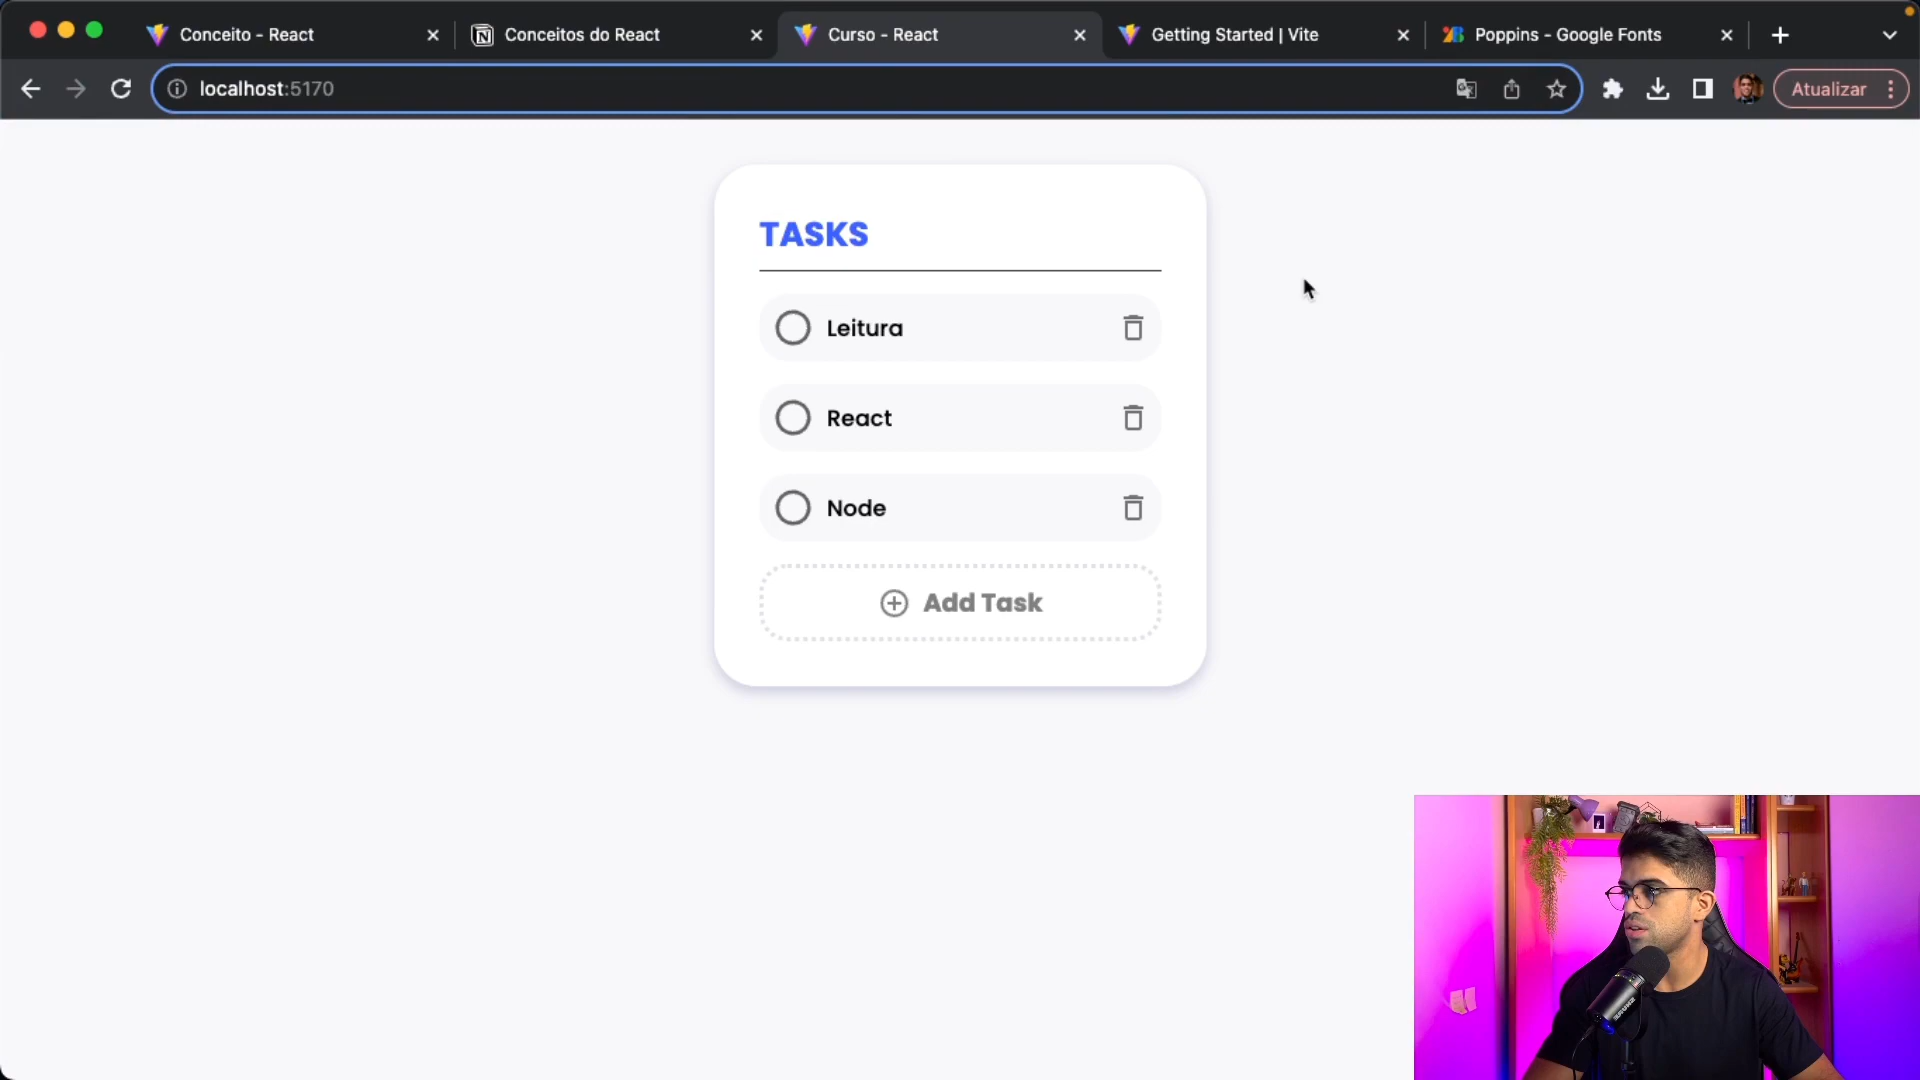 Conceito - React
Conceitos do React
Curso - React
Getting Started | Vite
Poppins - Google Fonts
localhost:5170
Atualizar
TASKS
Leitura
React
Node
Add Task